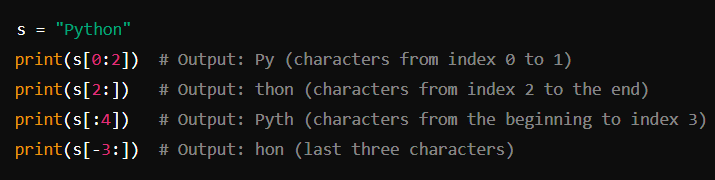 s = "Python"
print(s[0:2])  # Output: Py (characters from index 0 to 1)
print(s[2:])   # Output: thon (characters from index 2 to the end)
print(s[:4])   # Output: Pyth (characters from the beginning to index 3)
print(s[-3:])  # Output: hon (last three characters)